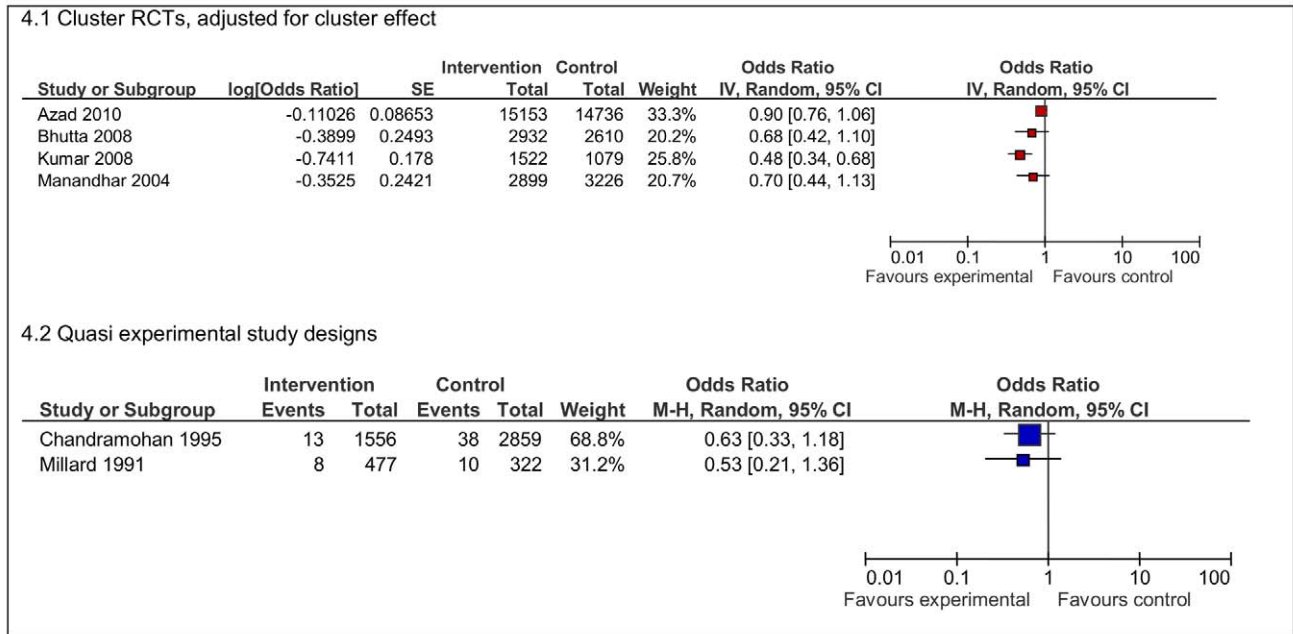 4.1 Cluster RCTs, adjusted for cluster effect
Intervention Control Odds Ratio Odds Ratio
Study or Subgroup log[Odds Ratio] SE Total Total Weight IV, Random, 95% CI IV, Random, 95% CI
Azad 2010 -0.11026 0.08653 15153 14736 33.3% 0.90 [0.76, 1.06]
Bhutta 2008 -0.3899 0.2493 2932 2610 20.2% 0.68 [0.42, 1.10]
Kumar 2008 -0.7411 0.178 1522 1079 25.8% 0.48 [0.34, 0.68]
Manandhar 2004 -0.3525 0.2421 2899 3226 20.7% 0.70 [0.44, 1.13]
0.01 0.1 1 10 100
Favours experimental Favours control
4.2 Quasi experimental study designs
Intervention Control Odds Ratio Odds Ratio
Study or Subgroup Events Total Events Total Weight M-H, Random, 95% CI M-H, Random, 95% CI
Chandramohan 1995 13 1556 38 2859 68.8% 0.63 [0.33, 1.18]
Millard 1991 8 477 10 322 31.2% 0.53 [0.21, 1.36]
0.01 0.1 1 10 100
Favours experimental Favours control